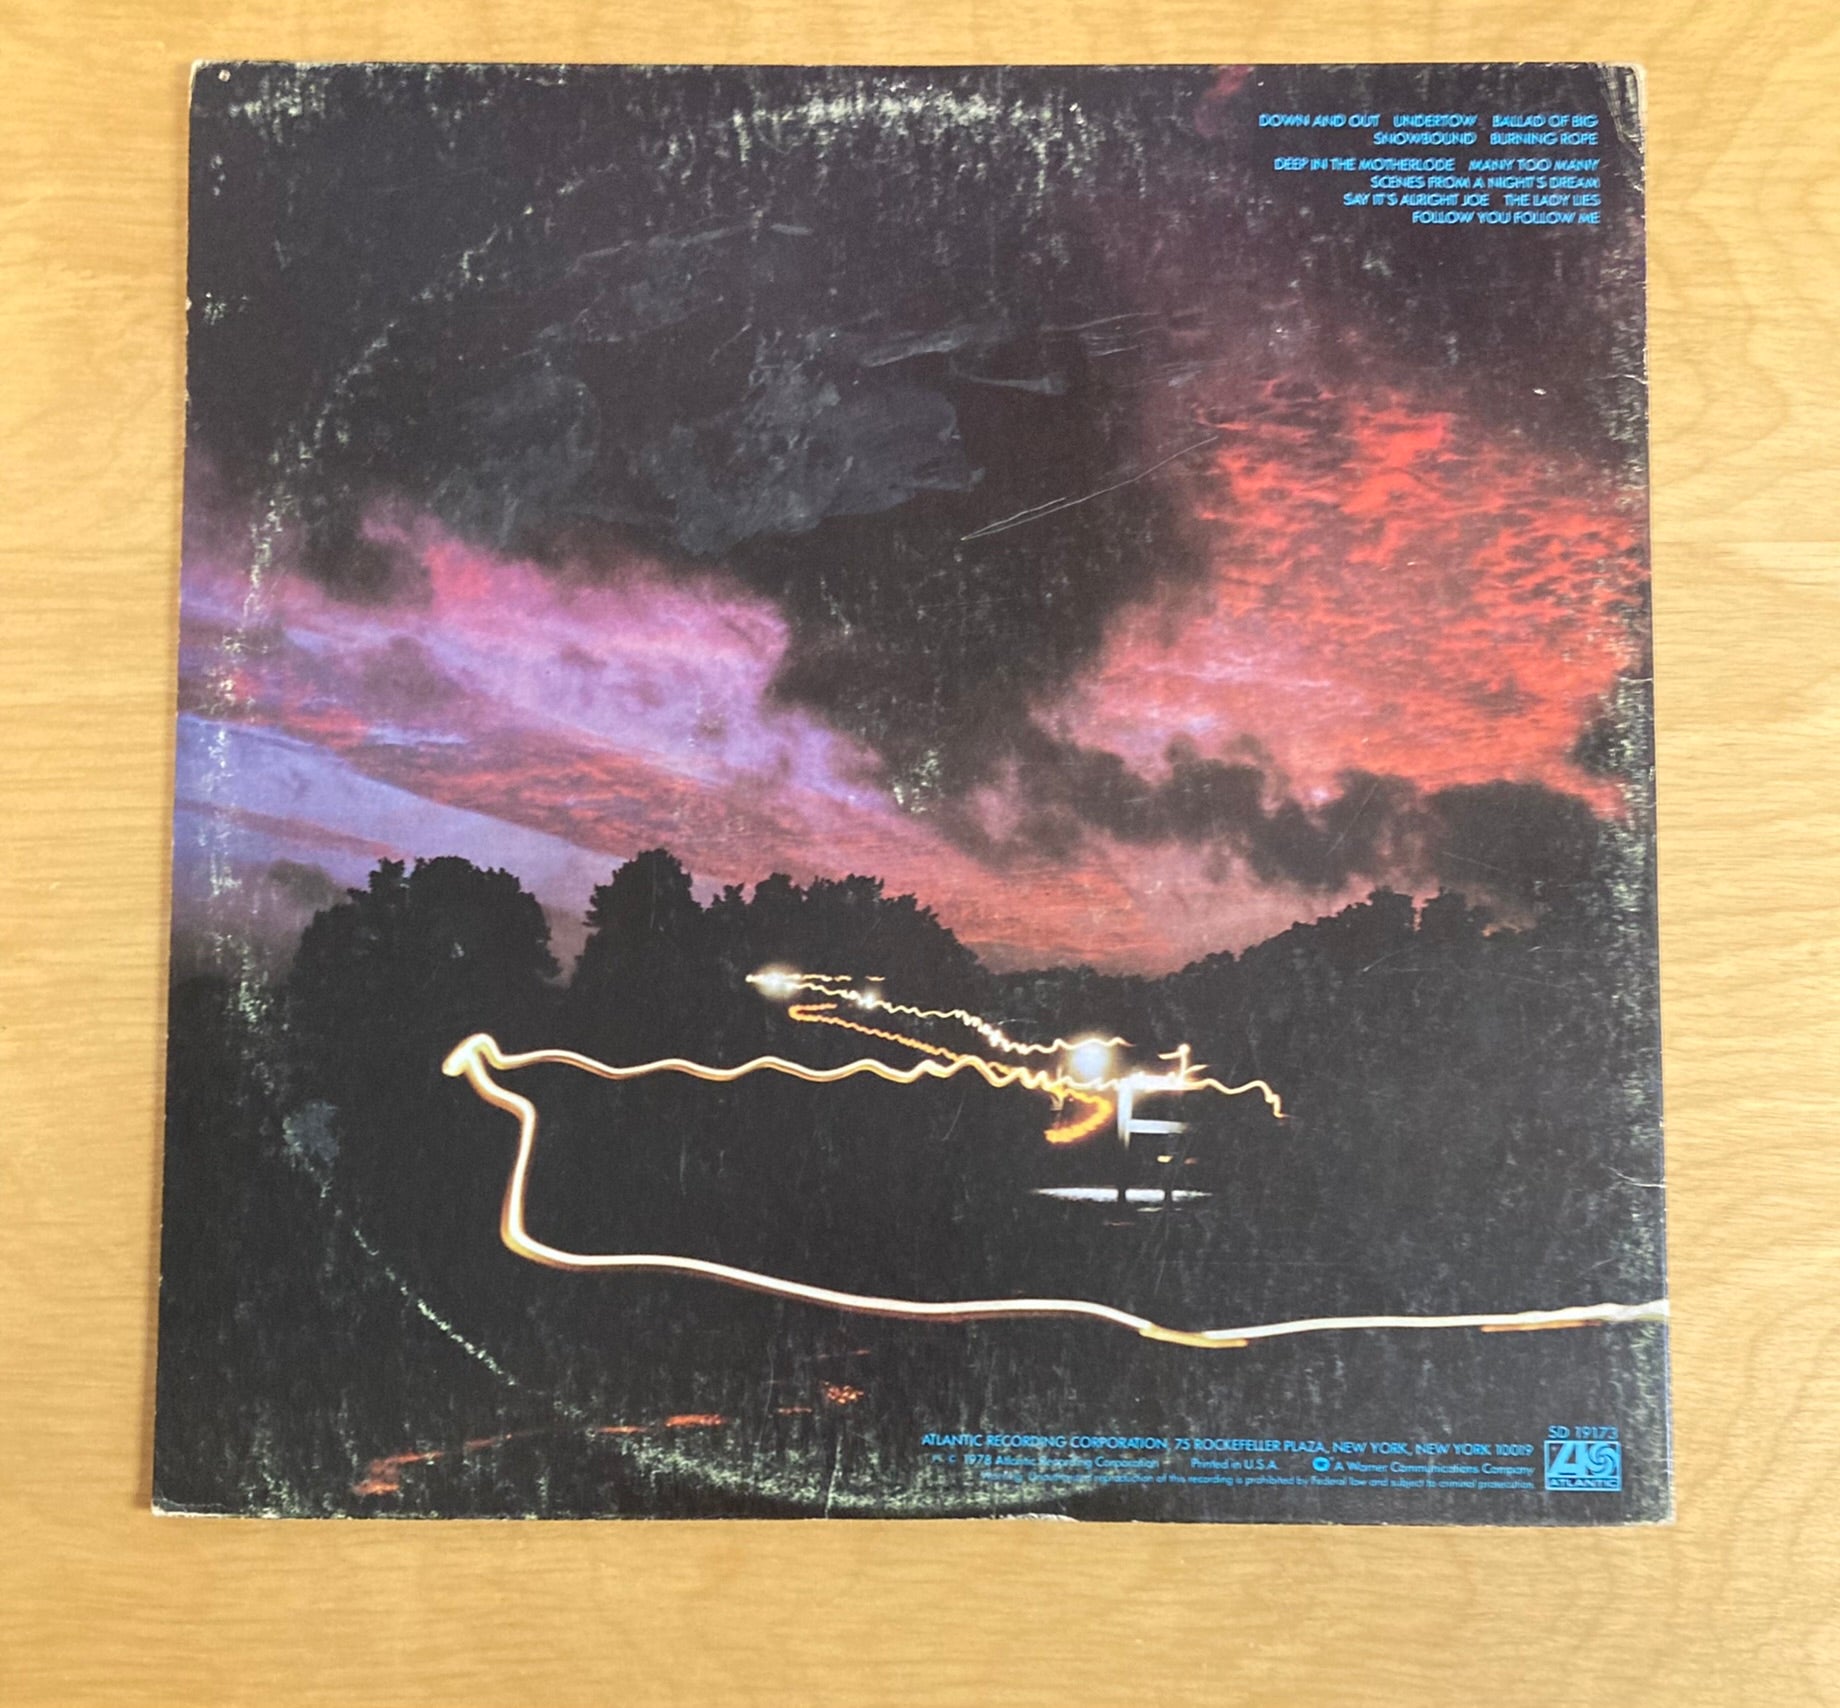 DOWN AND OUT UNDERTOW BALLAD OF BIG
SNOWBOUND BURNING ROPE
DEEP IN THE MOTHERLODE MANY TOO MANY
SCENES FROM A NIGHT'S DREAM
SAY IT'S ALRIGHT JOE THE LADY LIES
FOLLOW YOU FOLLOW ME
SD 19173
ATLANTIC RECORDING CORPORATION, 75 ROCKEFELLER PLAZA, NEW YORK, NEW YORK 10019
P. C 1978 Atlantic Recording Corporation Printed in U.S.A. A Warner Communications Company
Warning: Unauthorized reproduction of this recording is prohibited by Federal law and subject to criminal prosecution.
ATLANTIC